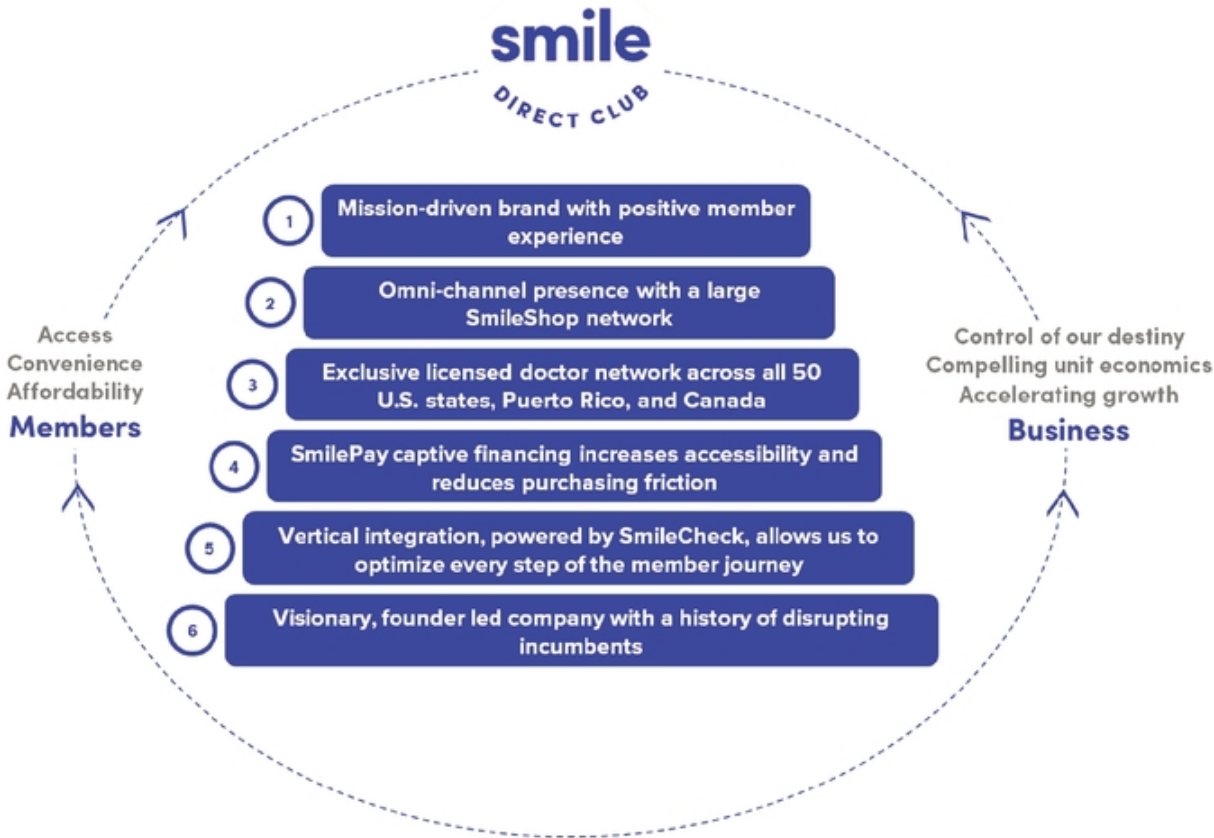 smile
DIRECT CLUB
1
Mission-driven brand with positive member
experience
2
Omni-channel presence with a large
SmileShop network
3
Exclusive licensed doctor network across all 50
U.S. states, Puerto Rico, and Canada
4
SmilePay captive financing increases accessibility and
reduces purchasing friction
5
Vertical integration, powered by SmileCheck, allows us to
optimize every step of the member journey
6
Visionary, founder led company with a history of disrupting
incumbents
Access
Convenience
Affordability
Members
Control of our destiny
Compelling unit economics
Accelerating growth
Business